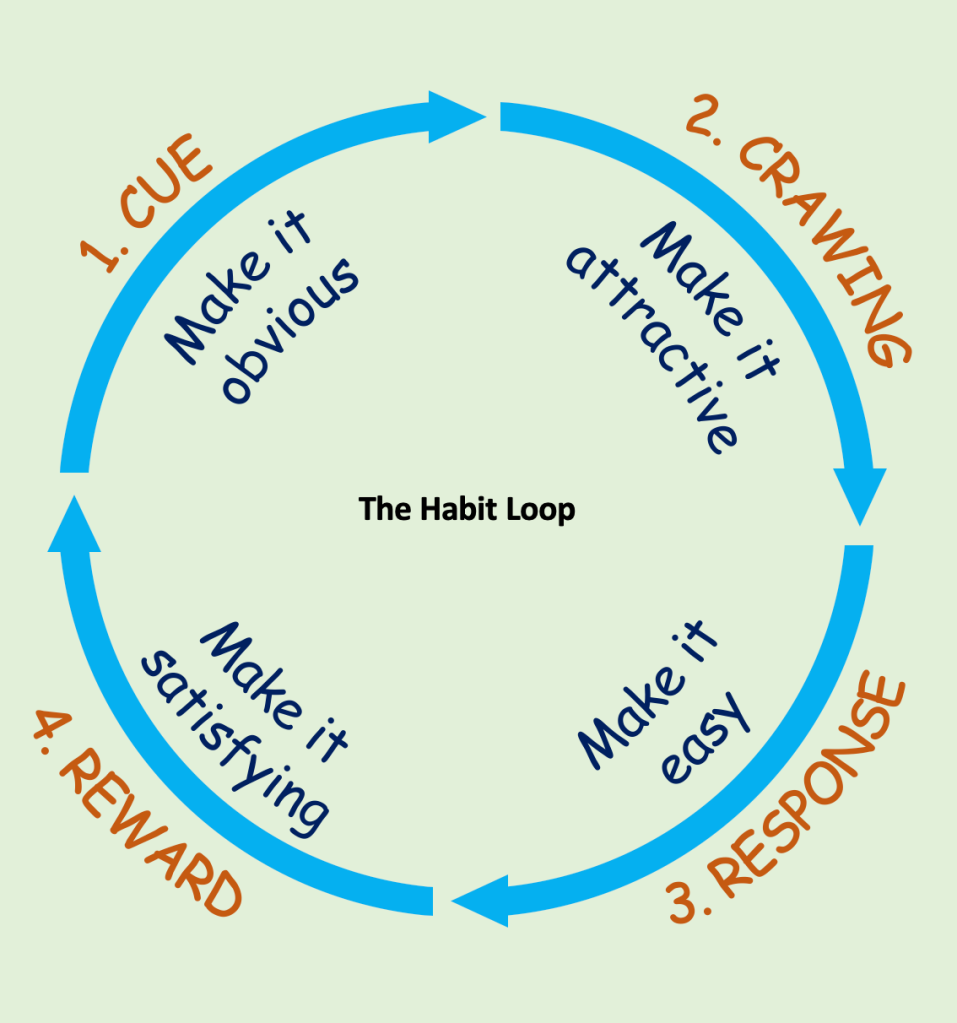 1. CUE
Make it
obvious
2. CRAWING
Make it
attractive
The Habit Loop
3. RESPONSE
Make it
easy
4. REWARD
Make it
satisfying